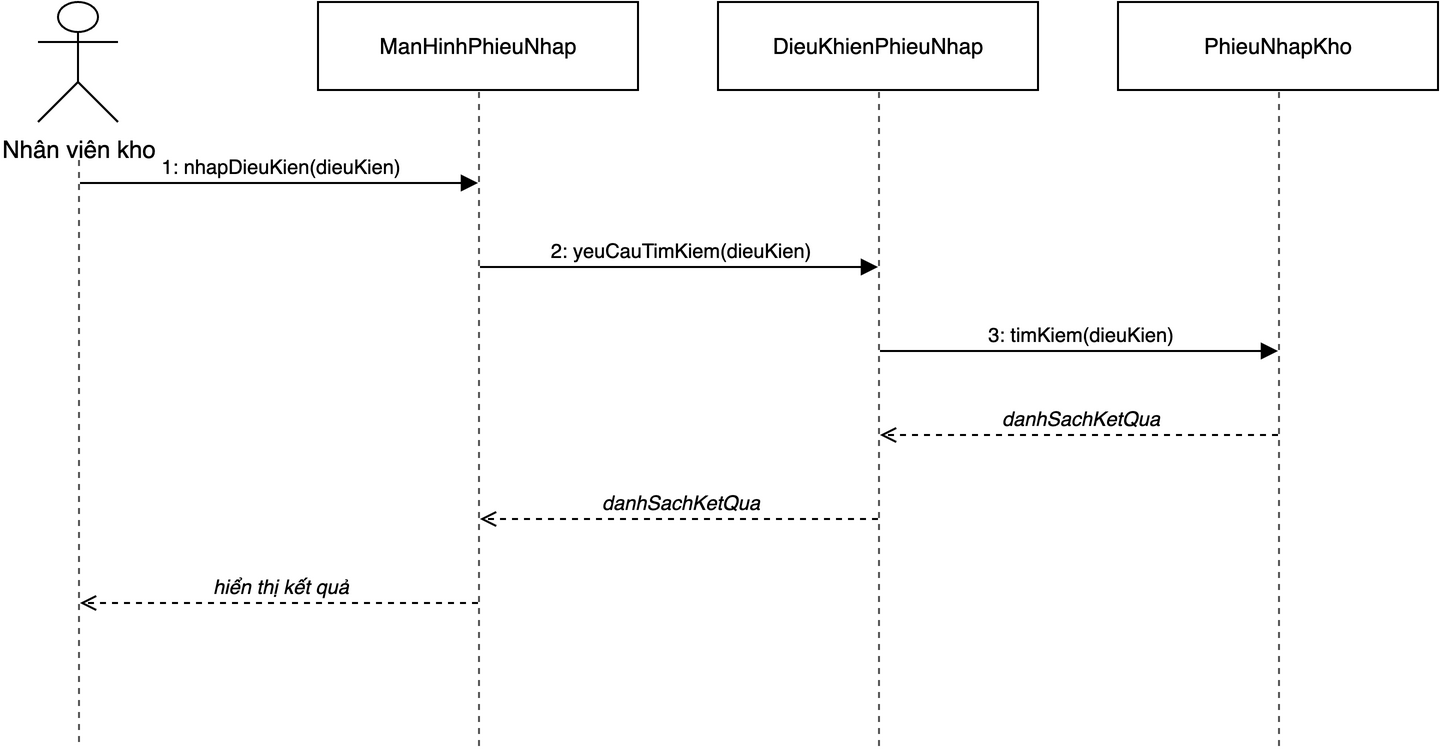 ManHinhPhieuNhap
DieuKhienPhieuNhap
PhieuNhapKho
Nhân viên kho
1: nhapDieuKien(dieuKien)
2: yeuCauTimKiem(dieuKien)
3: timKiem(dieuKien)
danhSachKetQua
danhSachKetQua
hiển thị kết quả